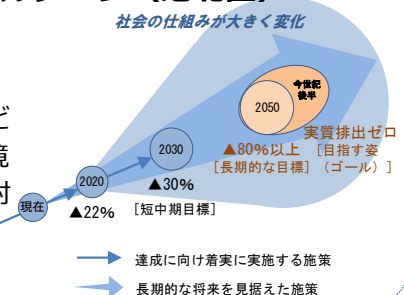 社会の仕組みが大きく変化
今世紀
後半
2050
実質排出ゼロ
▲80%以上 [目指す姿
[長期的な目標] (ゴール)]
2030
▲30%
[短中期目標]
2020
▲22%
現在
ど
境
対
達成に向け着実に実施する施策
長期的な将来を見据えた施策